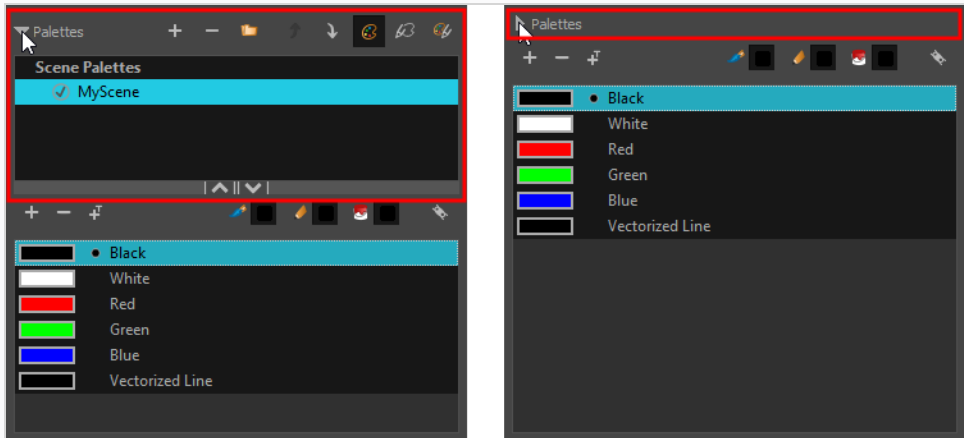 Palettes
Scene Palettes
MyScene
Black
White
Red
Green
Blue
Vectorized Line
Palettes
Black
White
Red
Green
Blue
Vectorized Line